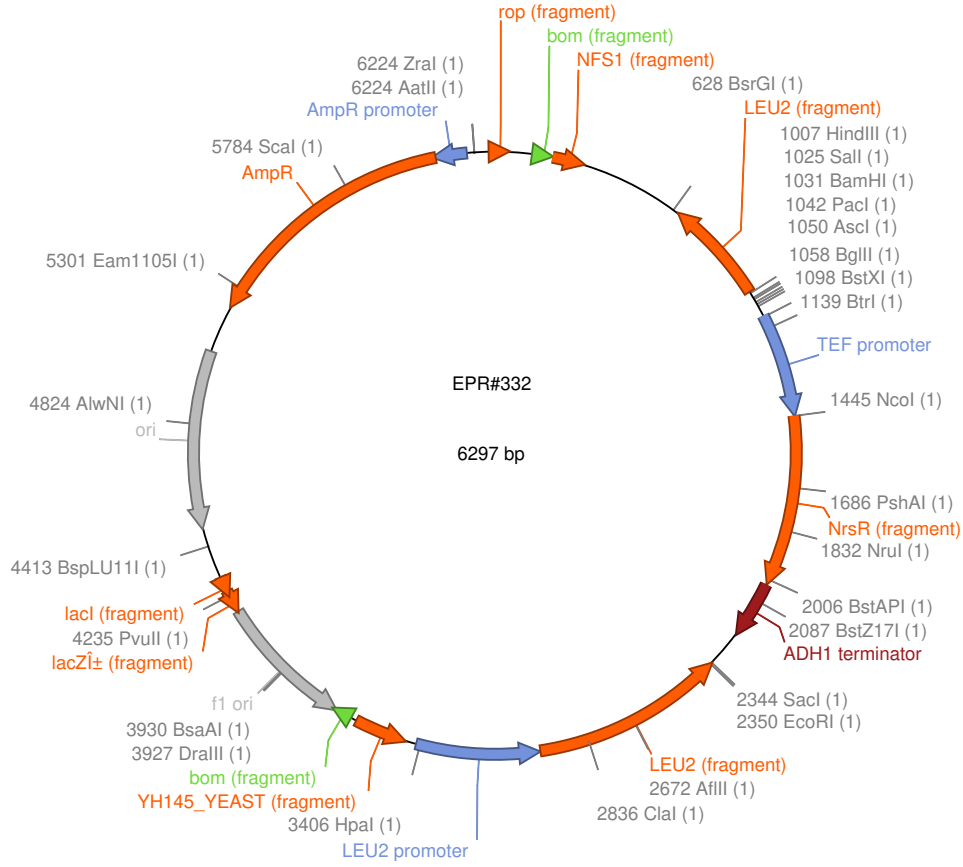 rop (fragment)
bom (fragment)
NFS1 (fragment)
6224 ZraI (1)
6224 AatII (1)
AmpR promoter
628 BsrGI (1)
LEU2 (fragment)
1007 HindIII (1)
1025 SalI (1)
1031 BamHI (1)
1042 PacI (1)
1050 AscI (1)
1058 BglII (1)
1098 BstXI (1)
1139 BtrI (1)
5784 ScaI (1)
AmpR
5301 Eam1105I (1)
TEF promoter
EPR#332
6297 bp
4824 AlwNI (1)
ori
1445 NcoI (1)
1686 PshAI (1)
NrsR (fragment)
1832 NruI (1)
4413 BspLU11I (1)
lacI (fragment)
4235 PvuII (1)
lacZÎ± (fragment)
2006 BstAPI (1)
2087 BstZ17I (1)
ADH1 terminator
f1 ori
3930 BsaAI (1)
3927 DraIII (1)
bom (fragment)
YH145_YEAST (fragment)
3406 HpaI (1)
LEU2 promoter
2344 SacI (1)
2350 EcoRI (1)
LEU2 (fragment)
2672 AflII (1)
2836 ClaI (1)